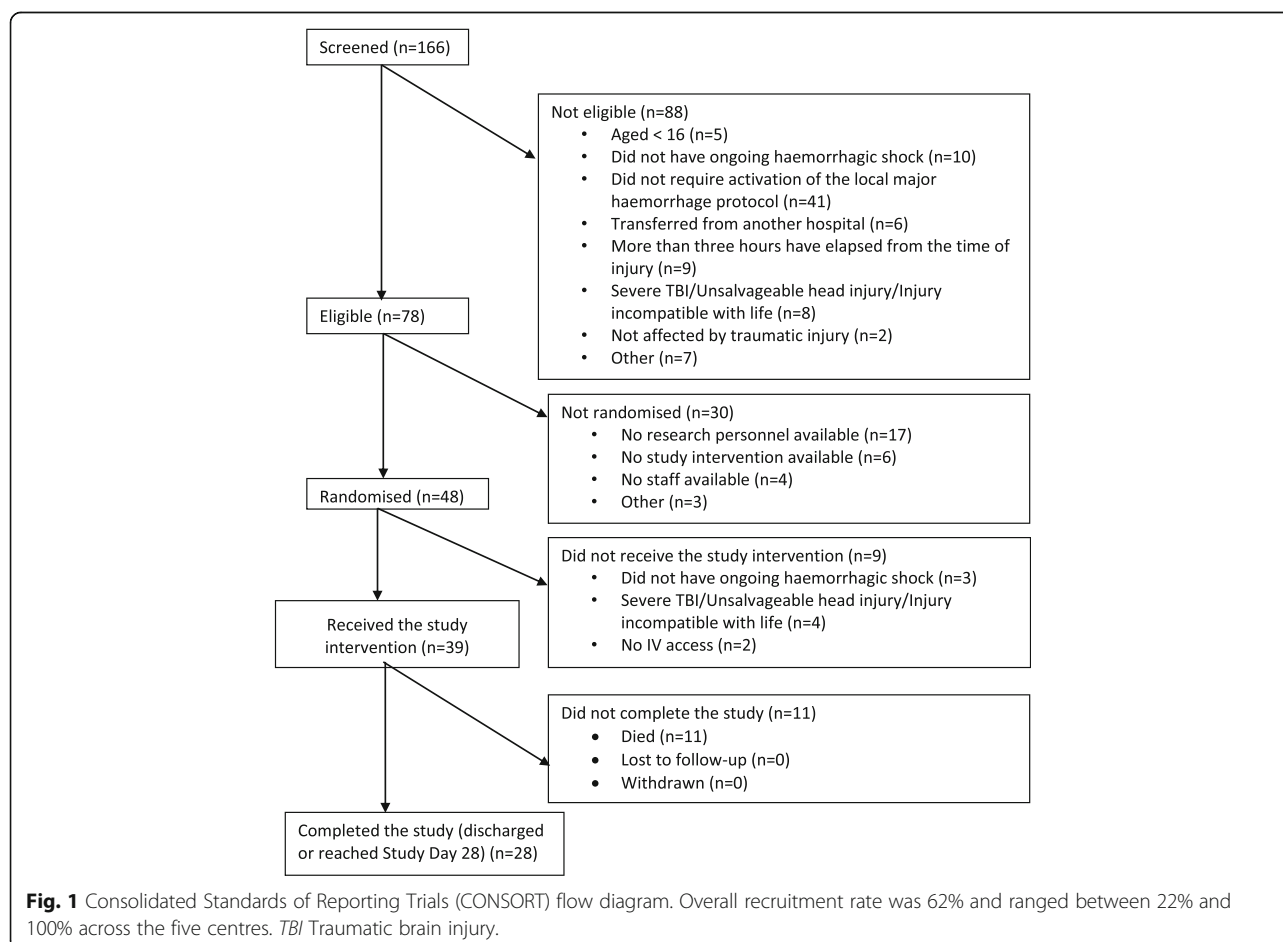 Screened (n=166)
Not eligible (n=88)
• Aged < 16 (n=5)
• Did not have ongoing haemorrhagic shock (n=10)
• Did not require activation of the local major
haemorrhage protocol (n=41)
• Transferred from another hospital (n=6)
• More than three hours have elapsed from the time of
injury (n=9)
• Severe TBI/Unsalvageable head injury/Injury
incompatible with life (n=8)
• Not affected by traumatic injury (n=2)
• Other (n=7)
Eligible (n=78)
Not randomised (n=30)
• No research personnel available (n=17)
• No study intervention available (n=6)
• No staff available (n=4)
• Other (n=3)
Randomised (n=48)
Did not receive the study intervention (n=9)
• Did not have ongoing haemorrhagic shock (n=3)
• Severe TBI/Unsalvageable head injury/Injury
incompatible with life (n=4)
• No IV access (n=2)
Received the study
intervention (n=39)
Did not complete the study (n=11)
• Died (n=11)
• Lost to follow-up (n=0)
• Withdrawn (n=0)
Completed the study (discharged
or reached Study Day 28) (n=28)
Fig. 1 Consolidated Standards of Reporting Trials (CONSORT) flow diagram. Overall recruitment rate was 62% and ranged between 22% and
100% across the five centres. TBI Traumatic brain injury.